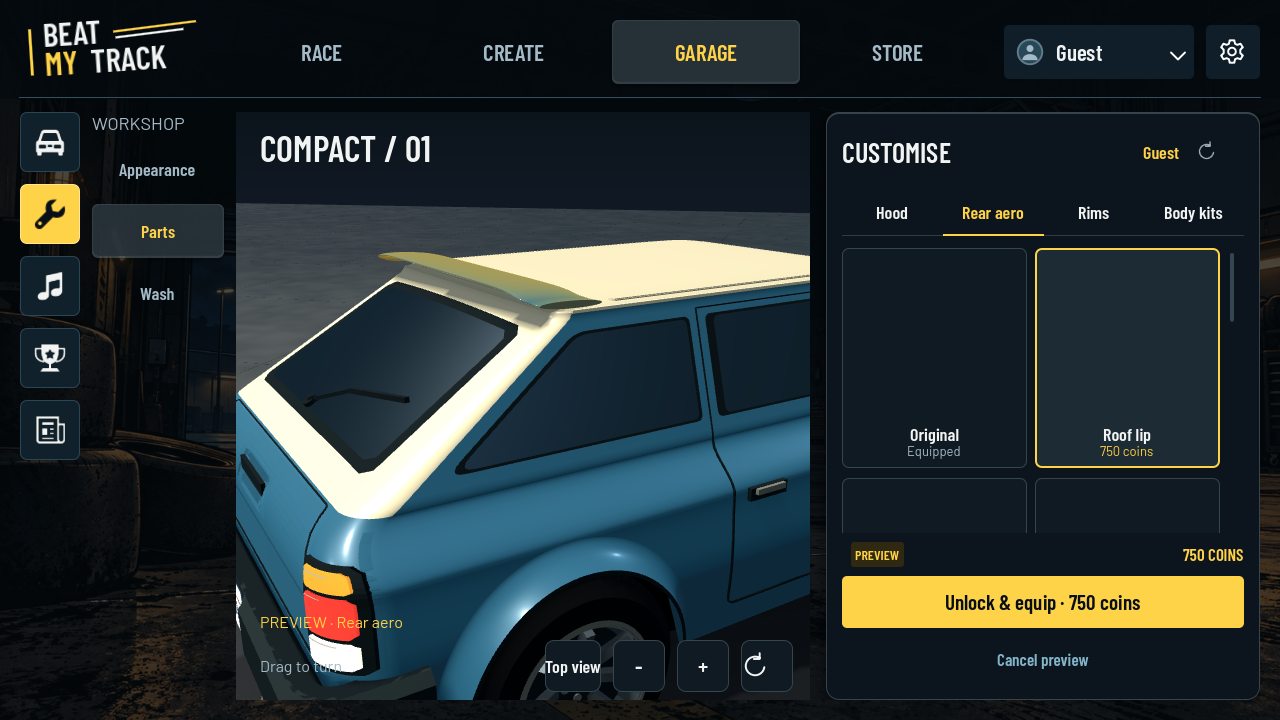 BEAT
MY TRACK
RACE
CREATE
GARAGE
STORE
Guest
WORKSHOP
Appearance
Parts
Wash
COMPACT / 01
PREVIEW · Rear aero
Drag to turn
Top view
-
+
CUSTOMISE
Guest
Hood
Rear aero
Rims
Body kits
Original
Equipped
Roof lip
750 coins
PREVIEW
750 COINS
Unlock & equip · 750 coins
Cancel preview